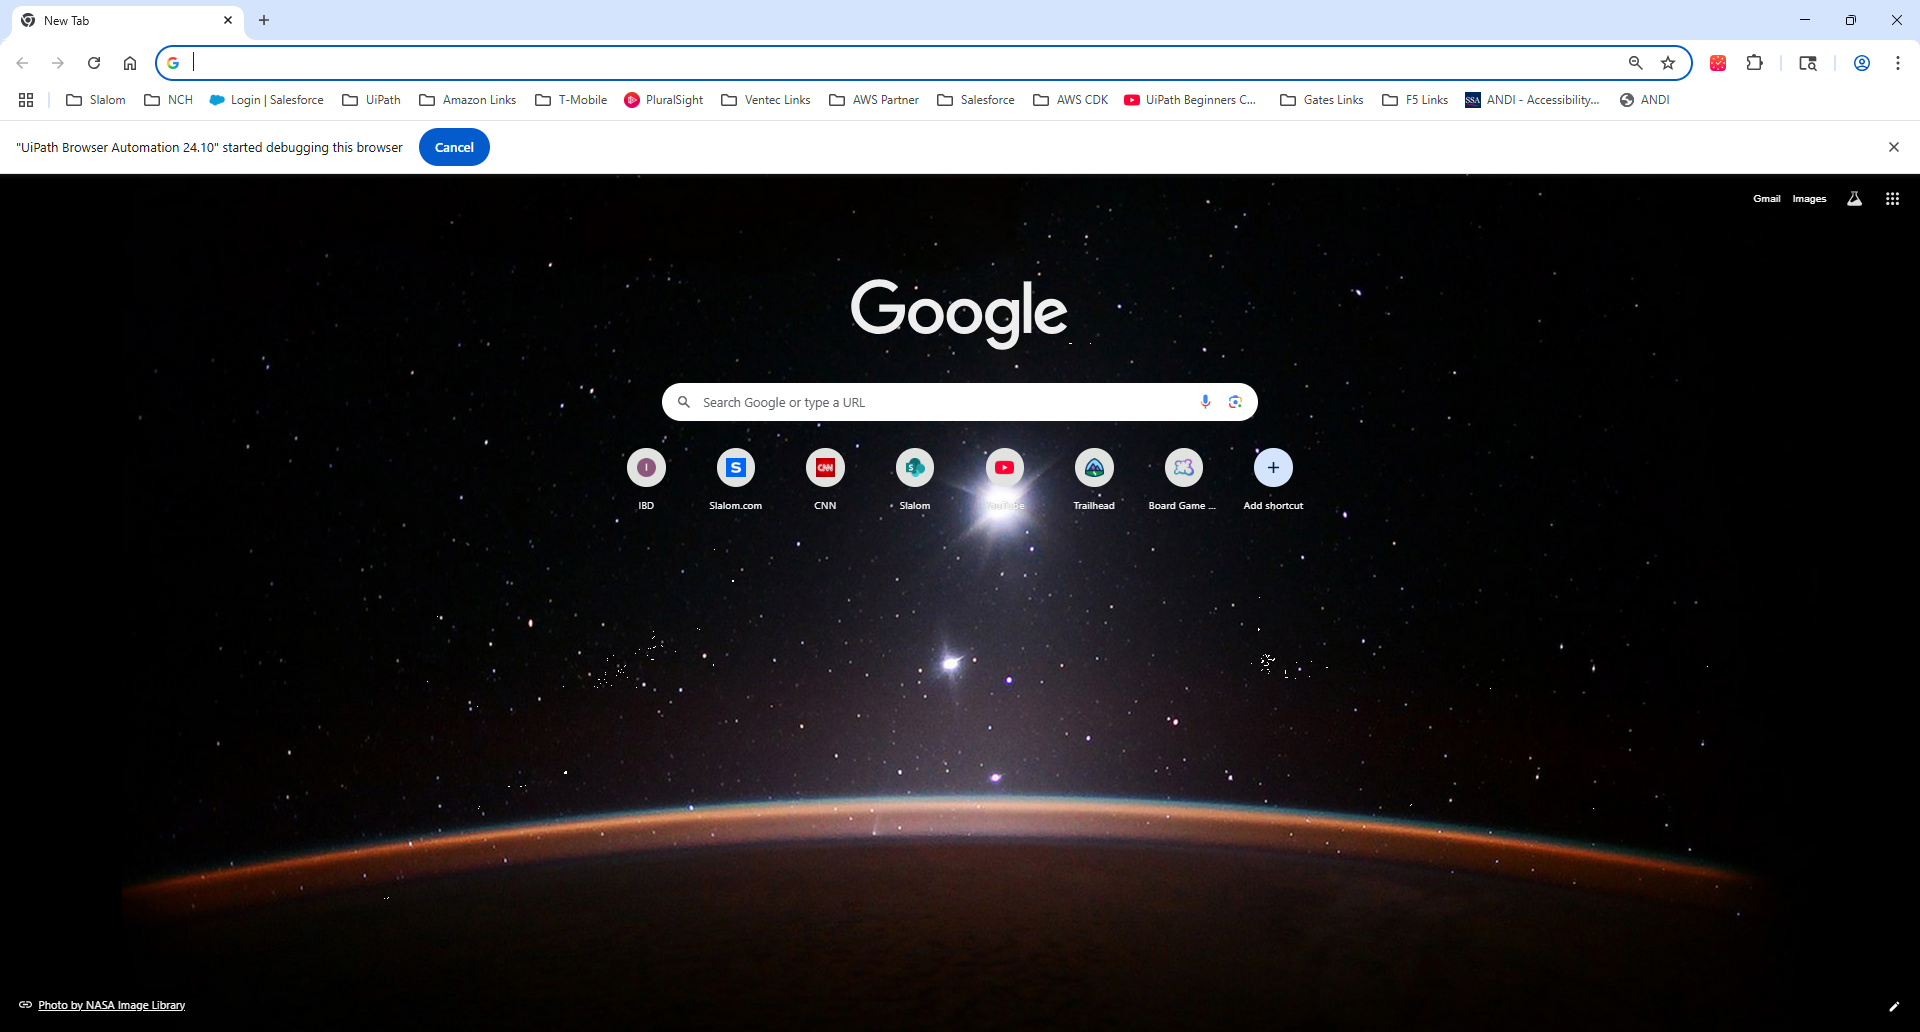 New Tab
Slalom NCH Login | Salesforce UiPath Amazon Links T-Mobile PluralSight Ventec Links AWS Partner Salesforce AWS CDK UiPath Beginners C... Gates Links F5 Links SSA ANDI - Accessibility... ANDI
"UiPath Browser Automation 24.10" started debugging this browser Cancel
Gmail Images
Google
Search Google or type a URL
I S CNN S
IBD Slalom.com CNN Slalom YouTube Trailhead Board Game ... Add shortcut
Photo by NASA Image Library